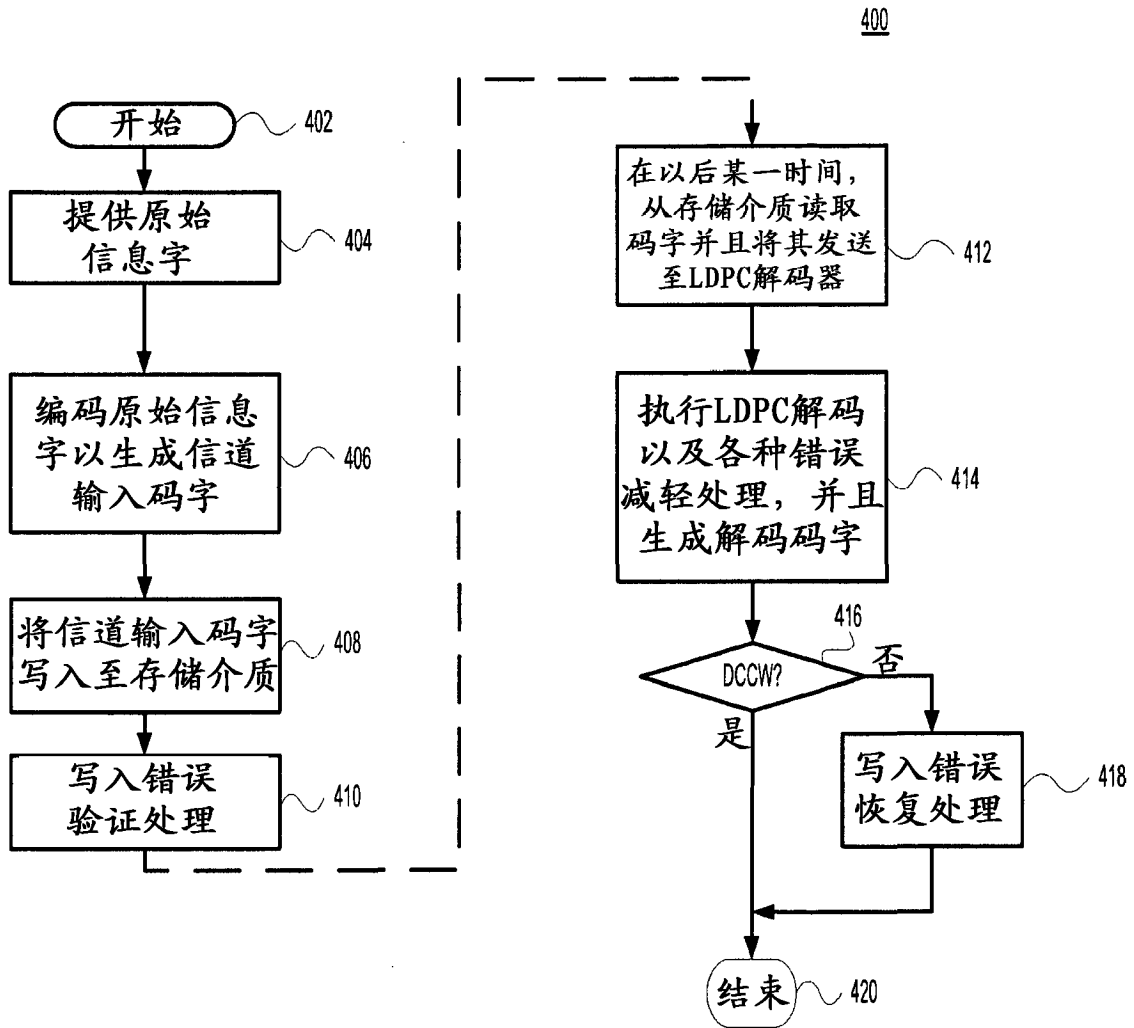 400
开始
402
提供原始
信息字
404
编码原始信息
字以生成信道
输入码字
406
将信道输入码字
写入至存储介质
408
写入错误
验证处理
410
在以后某一时间，
从存储介质读取
码字并且将其发送
至LDPC解码器
412
执行LDPC解码
以及各种错误
减轻处理，并且
生成解码码字
414
DCCW?
416
否
是
写入错误
恢复处理
418
结束
420